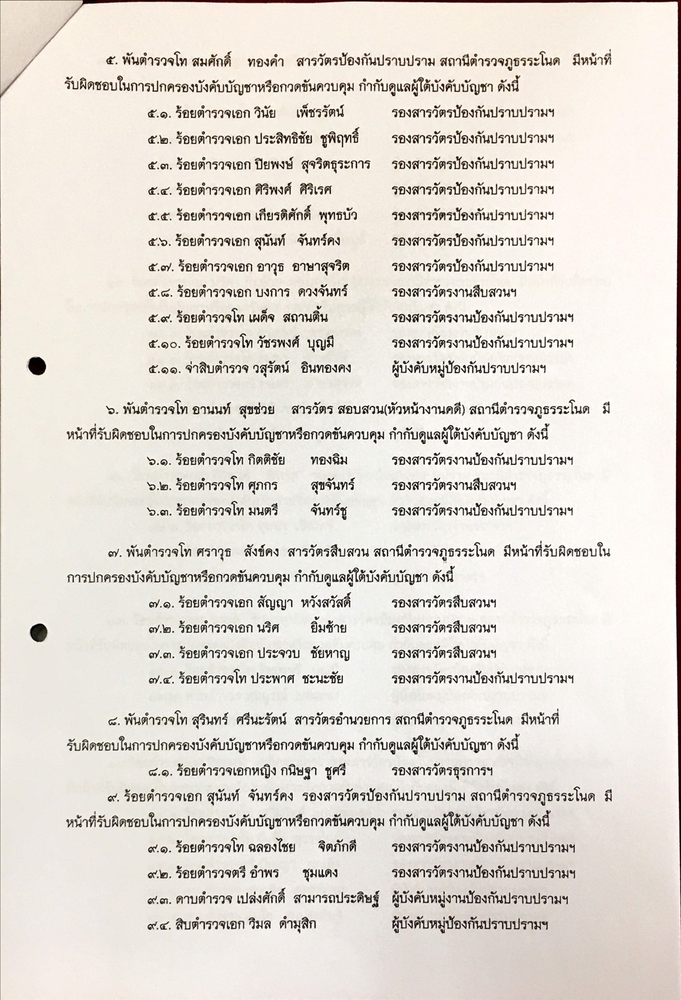 ๕. พันตำรวจโท สมศักดิ์ ทองคำ สารวัตรป้องกันปราบปราม สถานีตำรวจภูธรระโนด มีหน้าที่
รับผิดชอบในการปกครองบังคับบัญชาหรือกวดขันควบคุม กำกับดูแลผู้ใต้บังคับบัญชา ดังนี้
๕.๑. ร้อยตำรวจเอก วินัย เพ็ชรรัตน์ รองสารวัตรป้องกันปราบปรามฯ
๕.๒. ร้อยตำรวจเอก ประสิทธิชัย ชูพิฤทธิ์ รองสารวัตรป้องกันปราบปรามฯ
๕.๓. ร้อยตำรวจเอก ปิยพงษ์ สุจริตธุระการ รองสารวัตรป้องกันปราบปรามฯ
๕.๔. ร้อยตำรวจเอก ศิริพงศ์ ศิริเรศ รองสารวัตรป้องกันปราบปรามฯ
๕.๕. ร้อยตำรวจเอก เกียรติศักดิ์ พุทธบัว รองสารวัตรป้องกันปราบปรามฯ
๕.๖. ร้อยตำรวจเอก สุนันท์ จันทร์คง รองสารวัตรป้องกันปราบปรามฯ
๕.๗. ร้อยตำรวจเอก อาวุธ อาษาสุจริต รองสารวัตรป้องกันปราบปรามฯ
๕.๘. ร้อยตำรวจเอก บงการ ดวงจันทร์ รองสารวัตรงานสืบสวนฯ
๕.๙. ร้อยตำรวจโท เผด็จ สถานติ้น รองสารวัตรงานป้องกันปราบปรามฯ
๕.๑๐. ร้อยตำรวจโท วัชรพงศ์ บุญมี รองสารวัตรงานป้องกันปราบปรามฯ
๕.๑๑. จ่าสิบตำรวจ วสุรัตน์ อินทองคง ผู้บังคับหมู่ป้องกันปราบปรามฯ
๖. พันตำรวจโท อานนท์ สุขช่วย สารวัตร สอบสวน(หัวหน้างานคดี) สถานีตำรวจภูธรระโนด มี
หน้าที่รับผิดชอบในการปกครองบังคับบัญชาหรือกวดขันควบคุม กำกับดูแลผู้ใต้บังคับบัญชา ดังนี้
๖.๑. ร้อยตำรวจโท กิตติชัย ทองฉิม รองสารวัตรงานป้องกันปราบปรามฯ
๖.๒. ร้อยตำรวจโท ศุภกร สุขจันทร์ รองสารวัตรงานสืบสวนฯ
๖.๓. ร้อยตำรวจโท มนตรี จันทร์ชู รองสารวัตรงานป้องกันปราบปรามฯ
๗. พันตำรวจโท ศราวุธ สังข์คง สารวัตรสืบสวน สถานีตำรวจภูธรระโนด มีหน้าที่รับผิดชอบใน
การปกครองบังคับบัญชาหรือกวดขันควบคุม กำกับดูแลผู้ใต้บังคับบัญชา ดังนี้
๗.๑. ร้อยตำรวจเอก สัญญา หวังสวัสดิ์ รองสารวัตรสืบสวนฯ
๗.๒. ร้อยตำรวจเอก นริศ ยิ้มซ้าย รองสารวัตรสืบสวนฯ
๗.๓. ร้อยตำรวจเอก ประจวบ ชัยหาญ รองสารวัตรสืบสวนฯ
๗.๔. ร้อยตำรวจโท ประพาศ ชะนะชัย รองสารวัตรงานป้องกันปราบปรามฯ
๘. พันตำรวจโท สุรินทร์ ศรีนะรัตน์ สารวัตรอำนวยการ สถานีตำรวจภูธรระโนด มีหน้าที่
รับผิดชอบในการปกครองบังคับบัญชาหรือกวดขันควบคุม กำกับดูแลผู้ใต้บังคับบัญชา ดังนี้
๘.๑. ร้อยตำรวจเอกหญิง กนิษฐา ชูศรี รองสารวัตรธุรการฯ
๙. ร้อยตำรวจเอก สุนันท์ จันทร์คง รองสารวัตรป้องกันปราบปราม สถานีตำรวจภูธรระโนด มี
หน้าที่รับผิดชอบในการปกครองบังคับบัญชาหรือกวดขันควบคุม กำกับดูแลผู้ใต้บังคับบัญชา ดังนี้
๙.๑. ร้อยตำรวจโท ฉลองไชย จิตภักดี รองสารวัตรงานป้องกันปราบปรามฯ
๙.๒. ร้อยตำรวจตรี อำพร ชุมแดง รองสารวัตรงานป้องกันปราบปรามฯ
๙.๓. ดาบตำรวจ เปล่งศักดิ์ สามารถประดิษฐ์ ผู้บังคับหมู่งานป้องกันปราบปรามฯ
๙.๔. สิบตำรวจเอก วิมล ดำมุสิก ผู้บังคับหมู่ป้องกันปราบปรามฯ